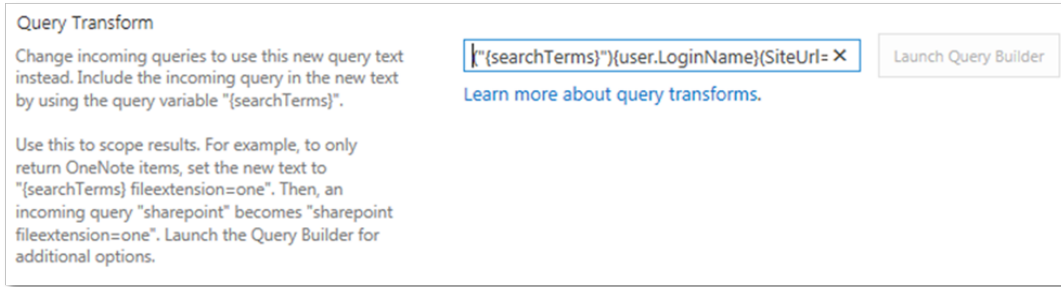 Query Transform
Change incoming queries to use this new query text
instead. Include the incoming query in the new text
by using the query variable "{searchTerms}".
("{searchTerms}"){user.LoginName}(SiteUrl=
Launch Query Builder
Learn more about query transforms.
Use this to scope results. For example, to only
return OneNote items, set the new text to
"{searchTerms} fileextension=one". Then, an
incoming query "sharepoint" becomes "sharepoint
fileextension=one". Launch the Query Builder for
additional options.